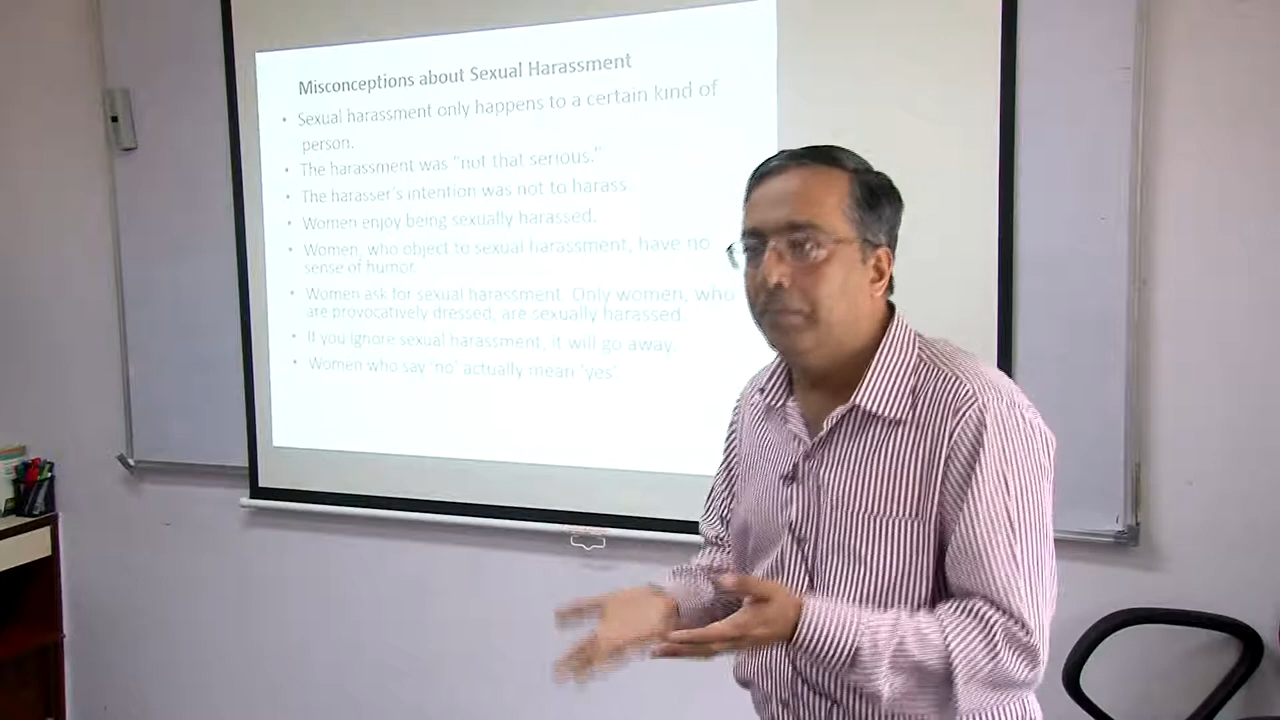 Misconceptions about Sexual Harassment
• Sexual harassment only happens to a certain kind of
person.
• The harassment was "not that serious."
• The harasser's intention was not to harass.
• Women enjoy being sexually harassed.
• Women, who object to sexual harassment, have no
sense of humor.
• Women ask for sexual harassment. Only women, who
are provocatively dressed, are sexually harassed.
• If you ignore sexual harassment, it will go away.
• Women who say 'no' actually mean 'yes'.